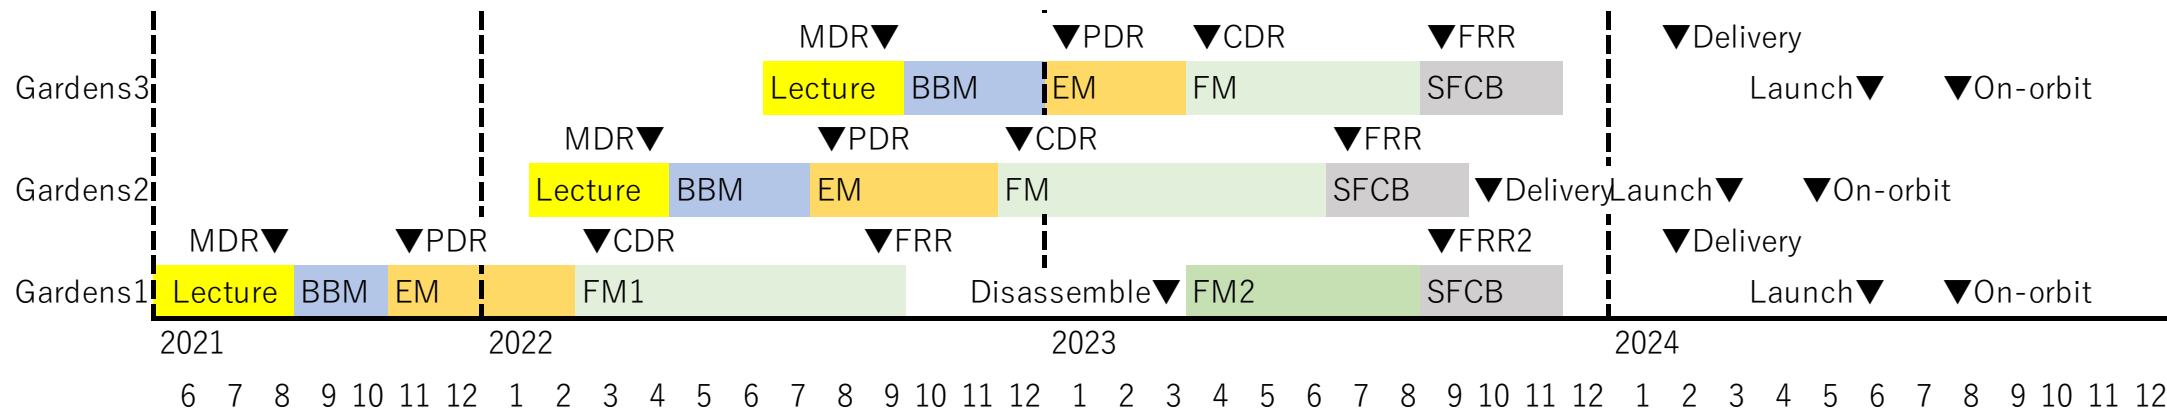 MDR▼ ▼PDR ▼CDR ▼FRR ▼Delivery
Gardens3 Lecture BBM EM FM SFCB Launch▼ ▼On-orbit
MDR▼ ▼PDR ▼CDR ▼FRR
Gardens2 Lecture BBM EM FM SFCB ▼Delivery Launch▼ ▼On-orbit
MDR▼ ▼PDR ▼CDR ▼FRR ▼FRR2 ▼Delivery
Gardens1 Lecture BBM EM FM1 Disassemble▼ FM2 SFCB Launch▼ ▼On-orbit
2021 2022 2023 2024
6 7 8 9 10 11 12 1 2 3 4 5 6 7 8 9 10 11 12 1 2 3 4 5 6 7 8 9 10 11 12 1 2 3 4 5 6 7 8 9 10 11 12